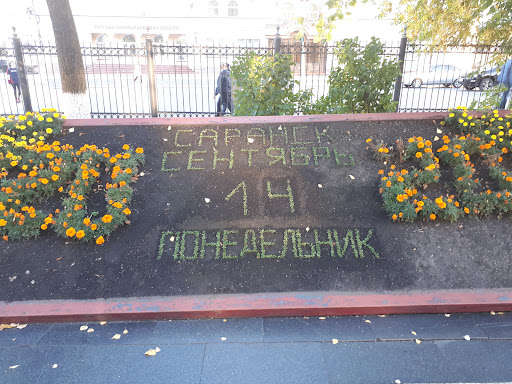 САРАНСК
СЕНТЯБРЬ
14
ПОНЕДЕЛЬНИК